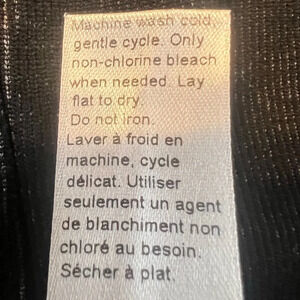 Machine wash cold,
gentle cycle. Only
non-chlorine bleach
when needed. Lay
flat to dry.
Do not iron.
Laver à froid en
machine, cycle
délicat. Utiliser
seulement un agent
de blanchiment non
chloré au besoin.
Sécher à plat.